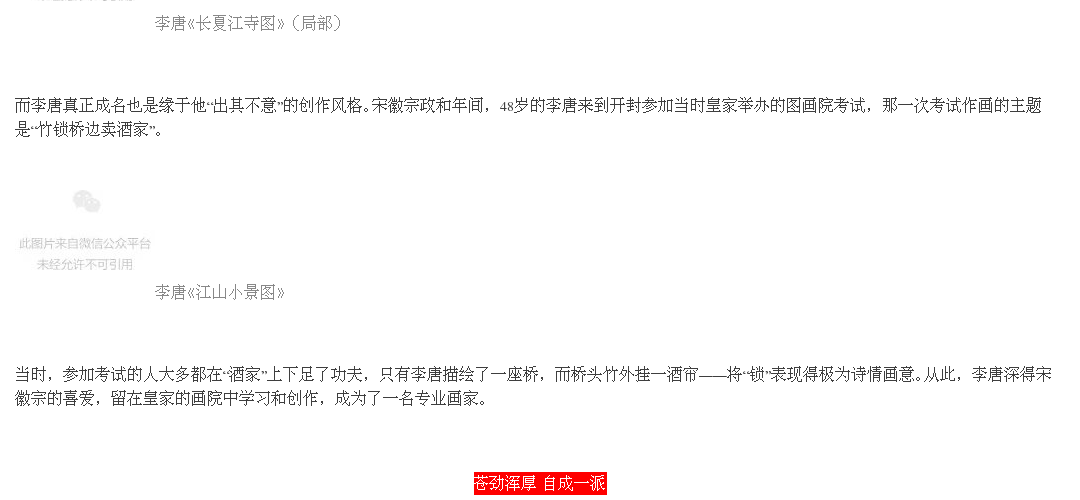 李唐《长夏江寺图》（局部）
而李唐真正成名也是缘于他“出其不意”的创作风格。宋徽宗政和年间，48岁的李唐来到开封参加当时皇家举办的图画院考试，那一次考试作画的主题
是“竹锁桥边卖酒家”。
此图片来自微信公众平台
未经允许不可引用
李唐《江山小景图》
当时，参加考试的人大多都在“酒家”上下足了功夫，只有李唐描绘了一座桥，而桥头竹外挂一酒帘——将“锁”表现得极为诗情画意。从此，李唐深得宋
徽宗的喜爱，留在皇家的画院中学习和创作，成为了一名专业画家。
苍劲浑厚 自成一派